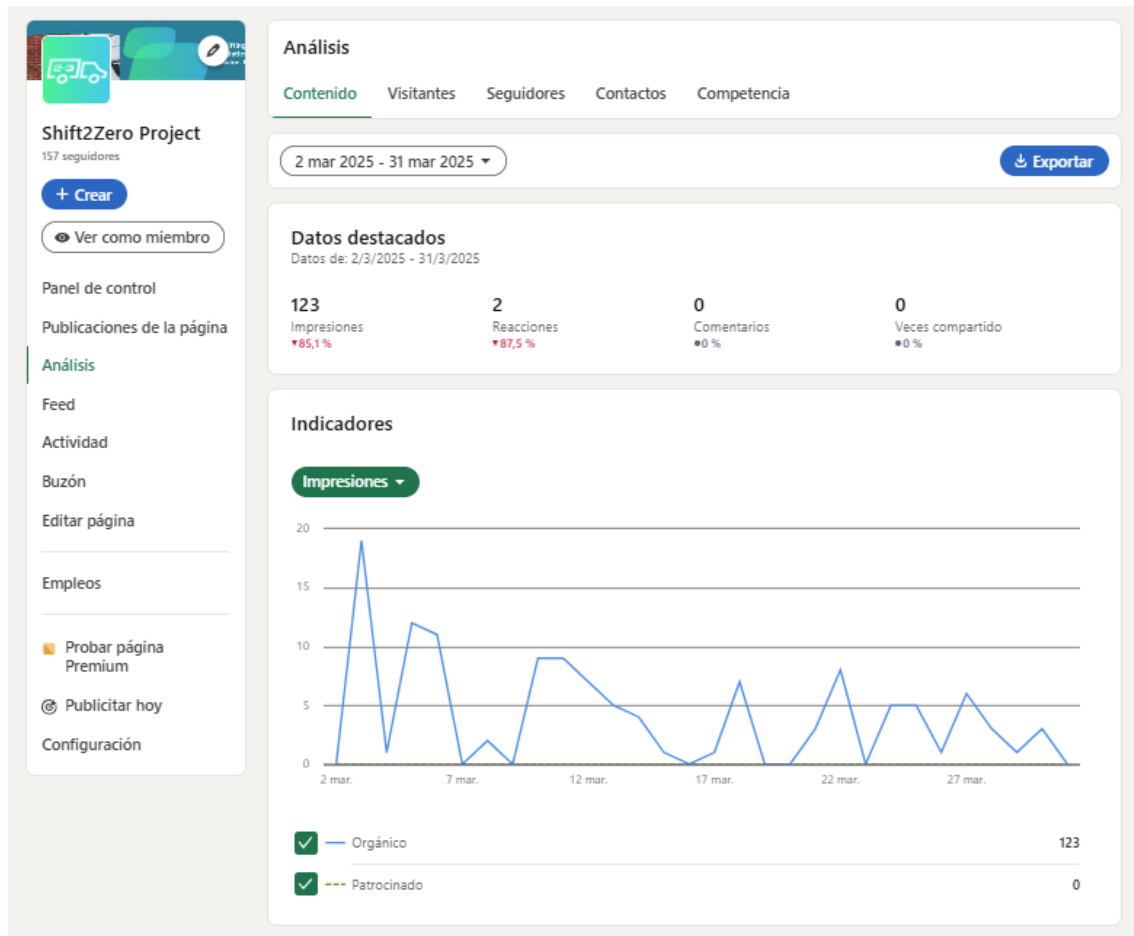 Shift2Zero Project
157 seguidores
+ Crear
Ver como miembro
Panel de control
Publicaciones de la página
Análisis
Feed
Actividad
Buzón
Editar página
Empleos
Probar página
Premium
Publicitar hoy
Configuración
Análisis
Contenido Visitantes Seguidores Contactos Competencia
2 mar 2025 - 31 mar 2025
Exportar
Datos destacados
Datos de: 2/3/2025 - 31/3/2025
123 2 0 0
Impresiones Reacciones Comentarios Veces compartido
▼85,1 % ▼87,5 % •0 % •0 %
Indicadores
Impresiones
20
15
10
5
0
2 mar. 7 mar. 12 mar. 17 mar. 22 mar. 27 mar.
Orgánico 123
Patrocinado 0